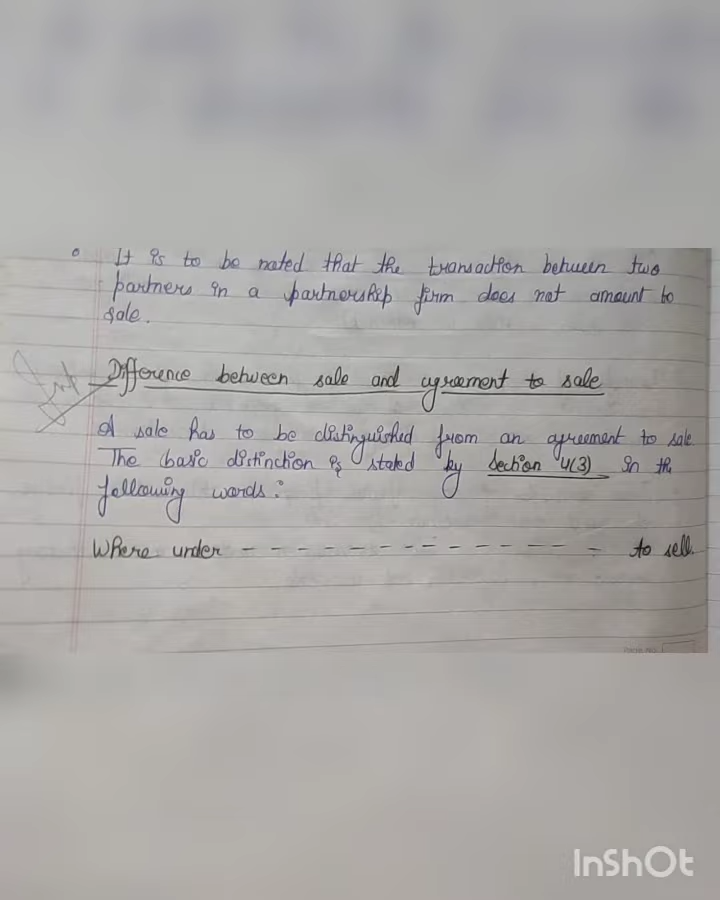 It is to be noted that the transaction between two
partners in a partnership firm does not amount to
sale.
Imt Difference between sale and agreement to sale
A sale has to be distinguished from an agreement to sale.
The basic distinction is stated by Section 4(3) in the
following words:
Where under - - - - - - - - - - - - - - to sell.
InShOt